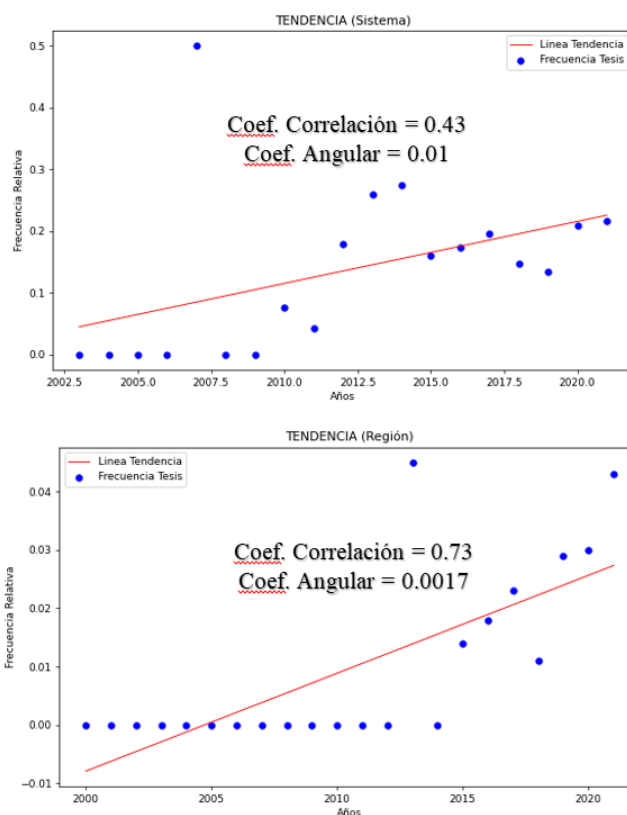 TENDENCIA (Sistema)
Linea Tendencia
Frecuencia Tesis
Coef. Correlación = 0.43
Coef. Angular = 0.01
Frecuencia Relativa
0.5
0.4
0.3
0.2
0.1
0.0
2002.5 2005.0 2007.5 2010.0 2012.5 2015.0 2017.5 2020.0
Años
TENDENCIA (Región)
Linea Tendencia
Frecuencia Tesis
Coef. Correlación = 0.73
Coef. Angular = 0.0017
Frecuencia Relativa
0.04
0.03
0.02
0.01
0.00
−0.01
2000 2005 2010 2015 2020
Años